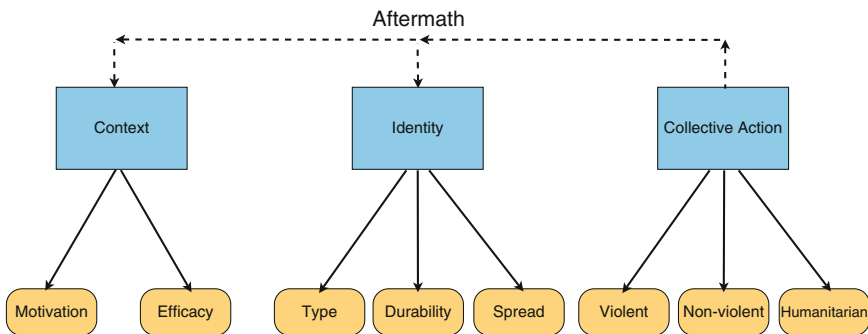 Aftermath
Context
Identity
Collective Action
Motivation
Efficacy
Type
Durability
Spread
Violent
Non-violent
Humanitarian